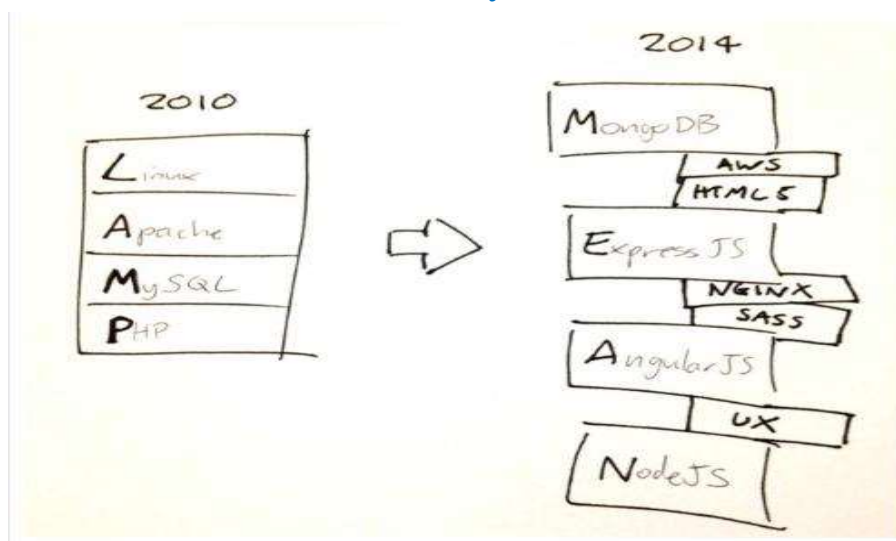 2010
Linux
Apache
MySQL
PHP
2014
MongoDB
AWS
HTML5
ExpressJS
NGINX
SASS
AngularJS
UX
NodeJS